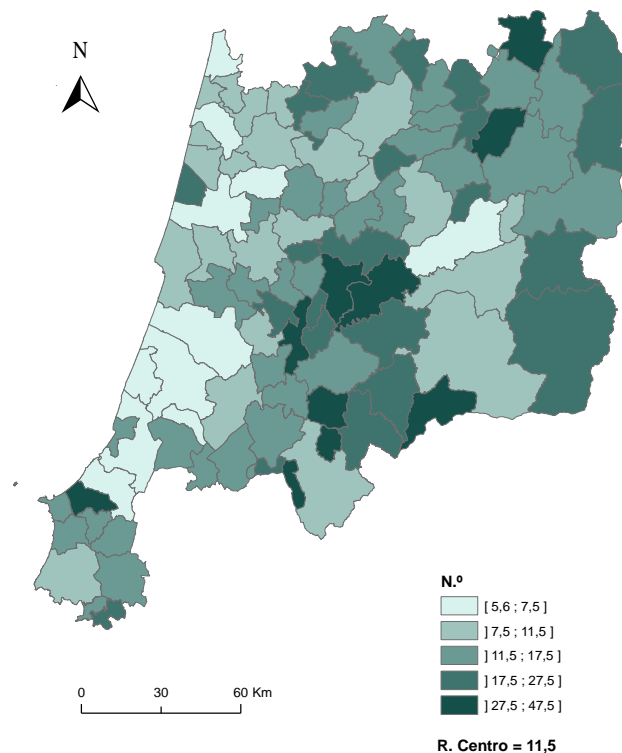 N
N.º
[ 5,6 ; 7,5 ]
] 7,5 ; 11,5 ]
] 11,5 ; 17,5 ]
] 17,5 ; 27,5 ]
] 27,5 ; 47,5 ]
0 30 60 Km
R. Centro = 11,5